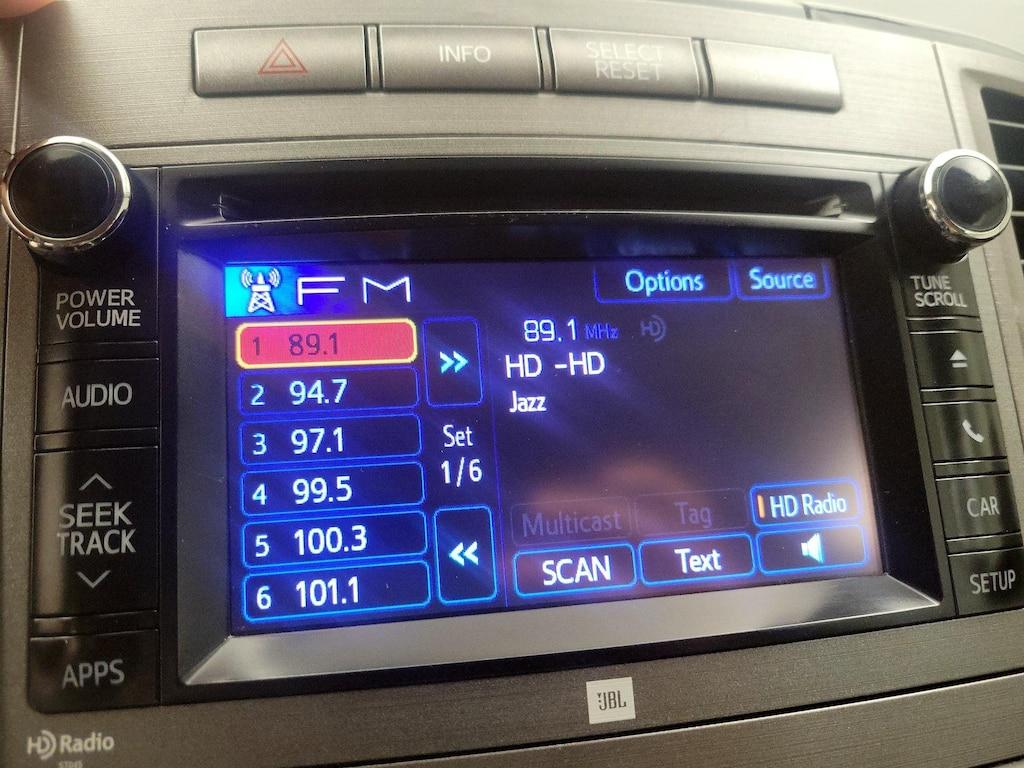 INFO
SELECT
RESET
FM
Options
Source
1 89.1
2 94.7
3 97.1
4 99.5
5 100.3
6 101.1
Set
1/6
89.1 MHz HD
HD -HD
Jazz
Multicast
Tag
HD Radio
SCAN
Text
POWER
VOLUME
AUDIO
SEEK
TRACK
APPS
TUNE
SCROLL
CAR
SETUP
JBL
HD Radio